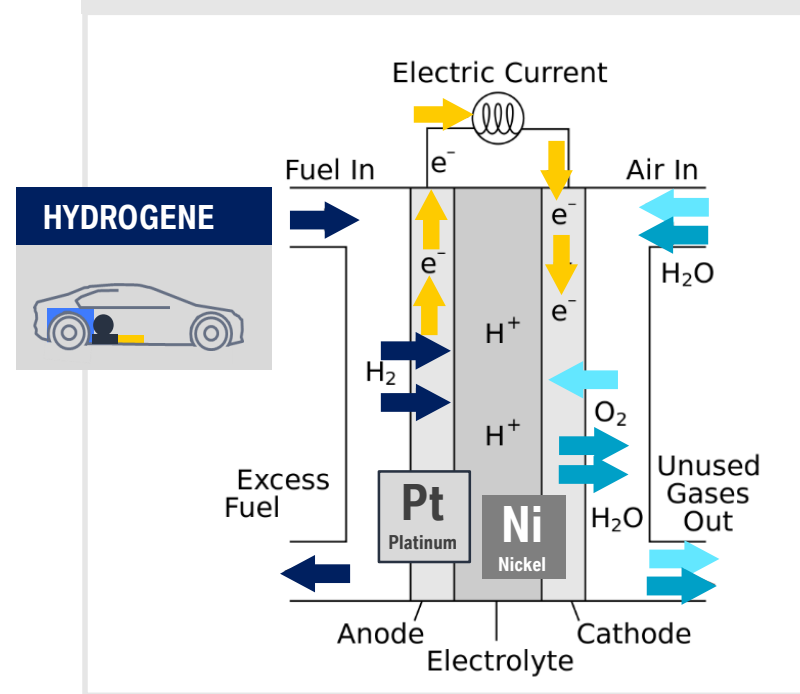 Electric Current
e⁻
Fuel In
Air In
HYDROGENE
e⁻
e⁻
H₂O
e⁻
H⁺
H₂
O₂
H⁺
Excess
Fuel
Unused
Gases
Out
Pt
Platinum
Ni
Nickel
H₂O
Anode
Cathode
Electrolyte